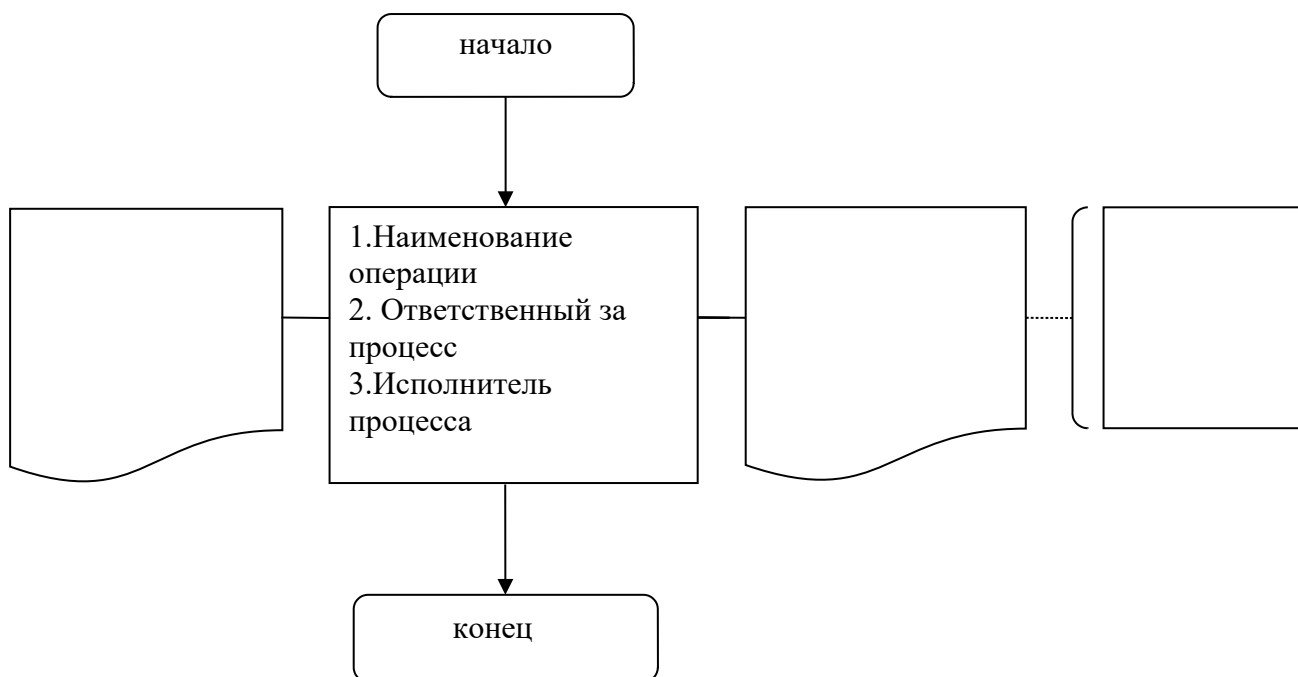 начало
1.Наименование
операции
2. Ответственный за
процесс
3.Исполнитель
процесса
конец